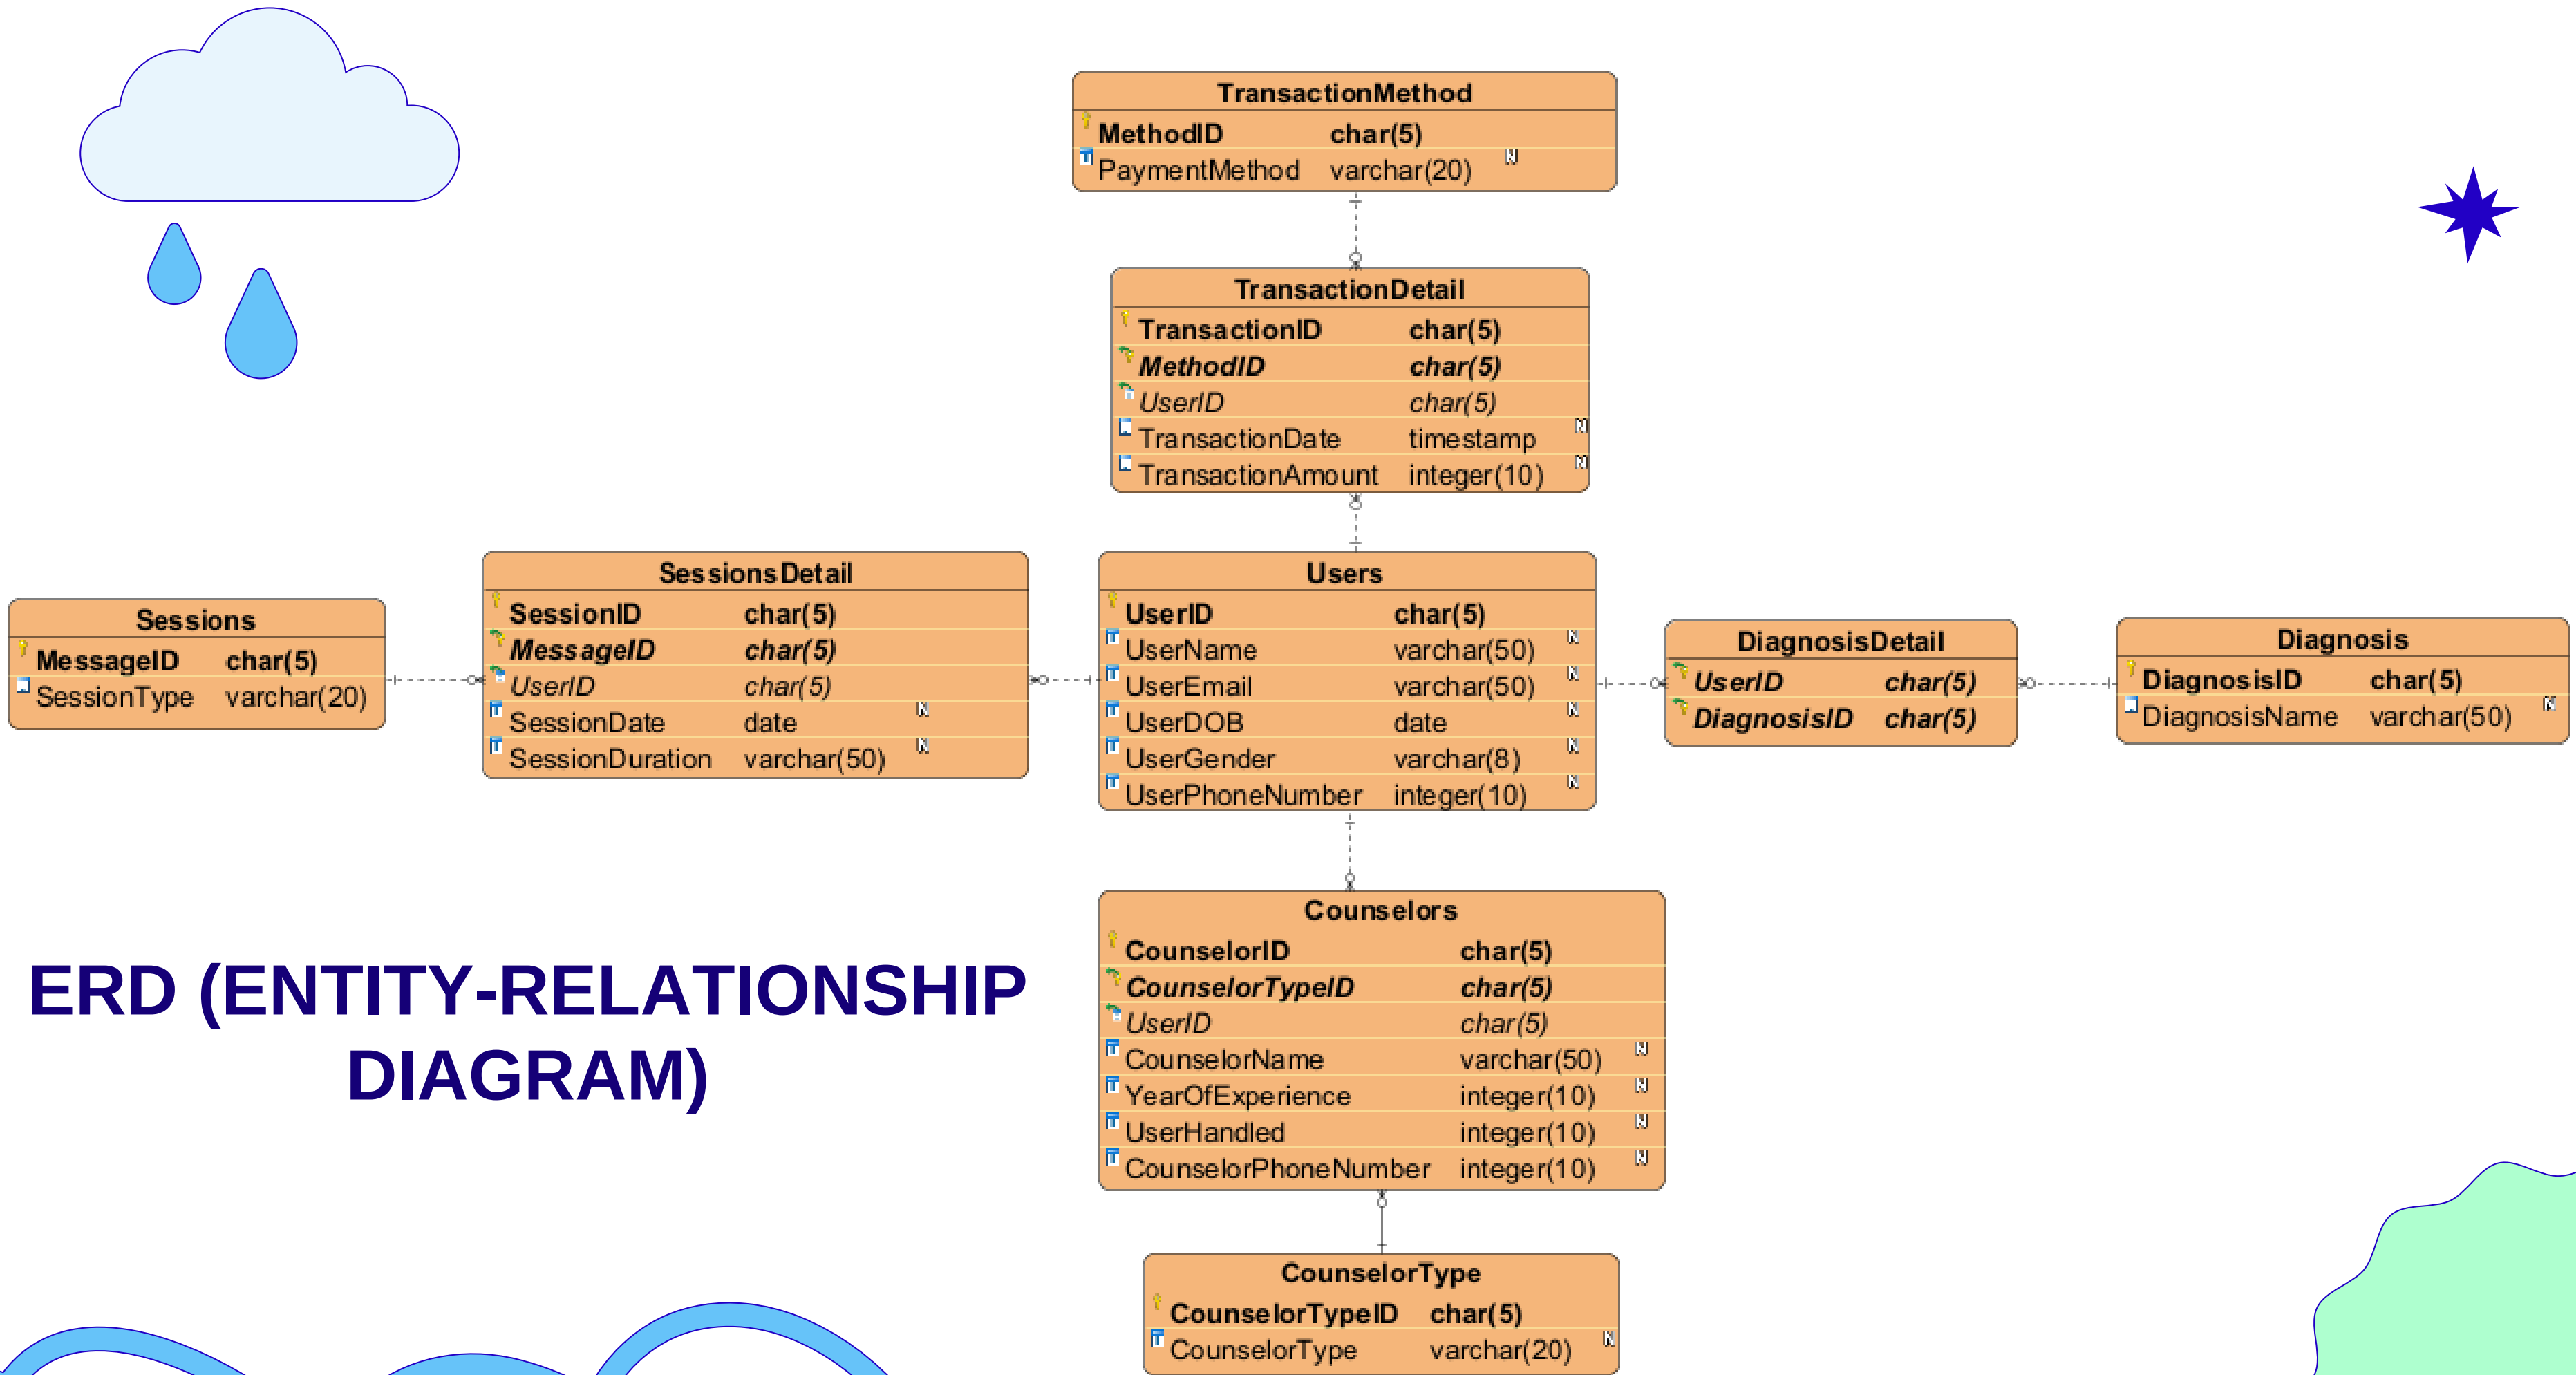 TransactionMethod
MethodID char(5)
PaymentMethod varchar(20) N
TransactionDetail
TransactionID char(5)
MethodID char(5)
UserID char(5)
TransactionDate timestamp N
TransactionAmount integer(10) N
Sessions
MessageID char(5)
SessionType varchar(20)
SessionsDetail
SessionID char(5)
MessageID char(5)
UserID char(5)
SessionDate date N
SessionDuration varchar(50) N
Users
UserID char(5)
UserName varchar(50) N
UserEmail varchar(50) N
UserDOB date N
UserGender varchar(8) N
UserPhoneNumber integer(10) N
DiagnosisDetail
UserID char(5)
DiagnosisID char(5)
Diagnosis
DiagnosisID char(5)
DiagnosisName varchar(50) N
ERD (ENTITY-RELATIONSHIP
DIAGRAM)
Counselors
CounselorID char(5)
CounselorTypeID char(5)
UserID char(5)
CounselorName varchar(50) N
YearOfExperience integer(10) N
UserHandled integer(10) N
CounselorPhoneNumber integer(10) N
CounselorType
CounselorTypeID char(5)
CounselorType varchar(20) N